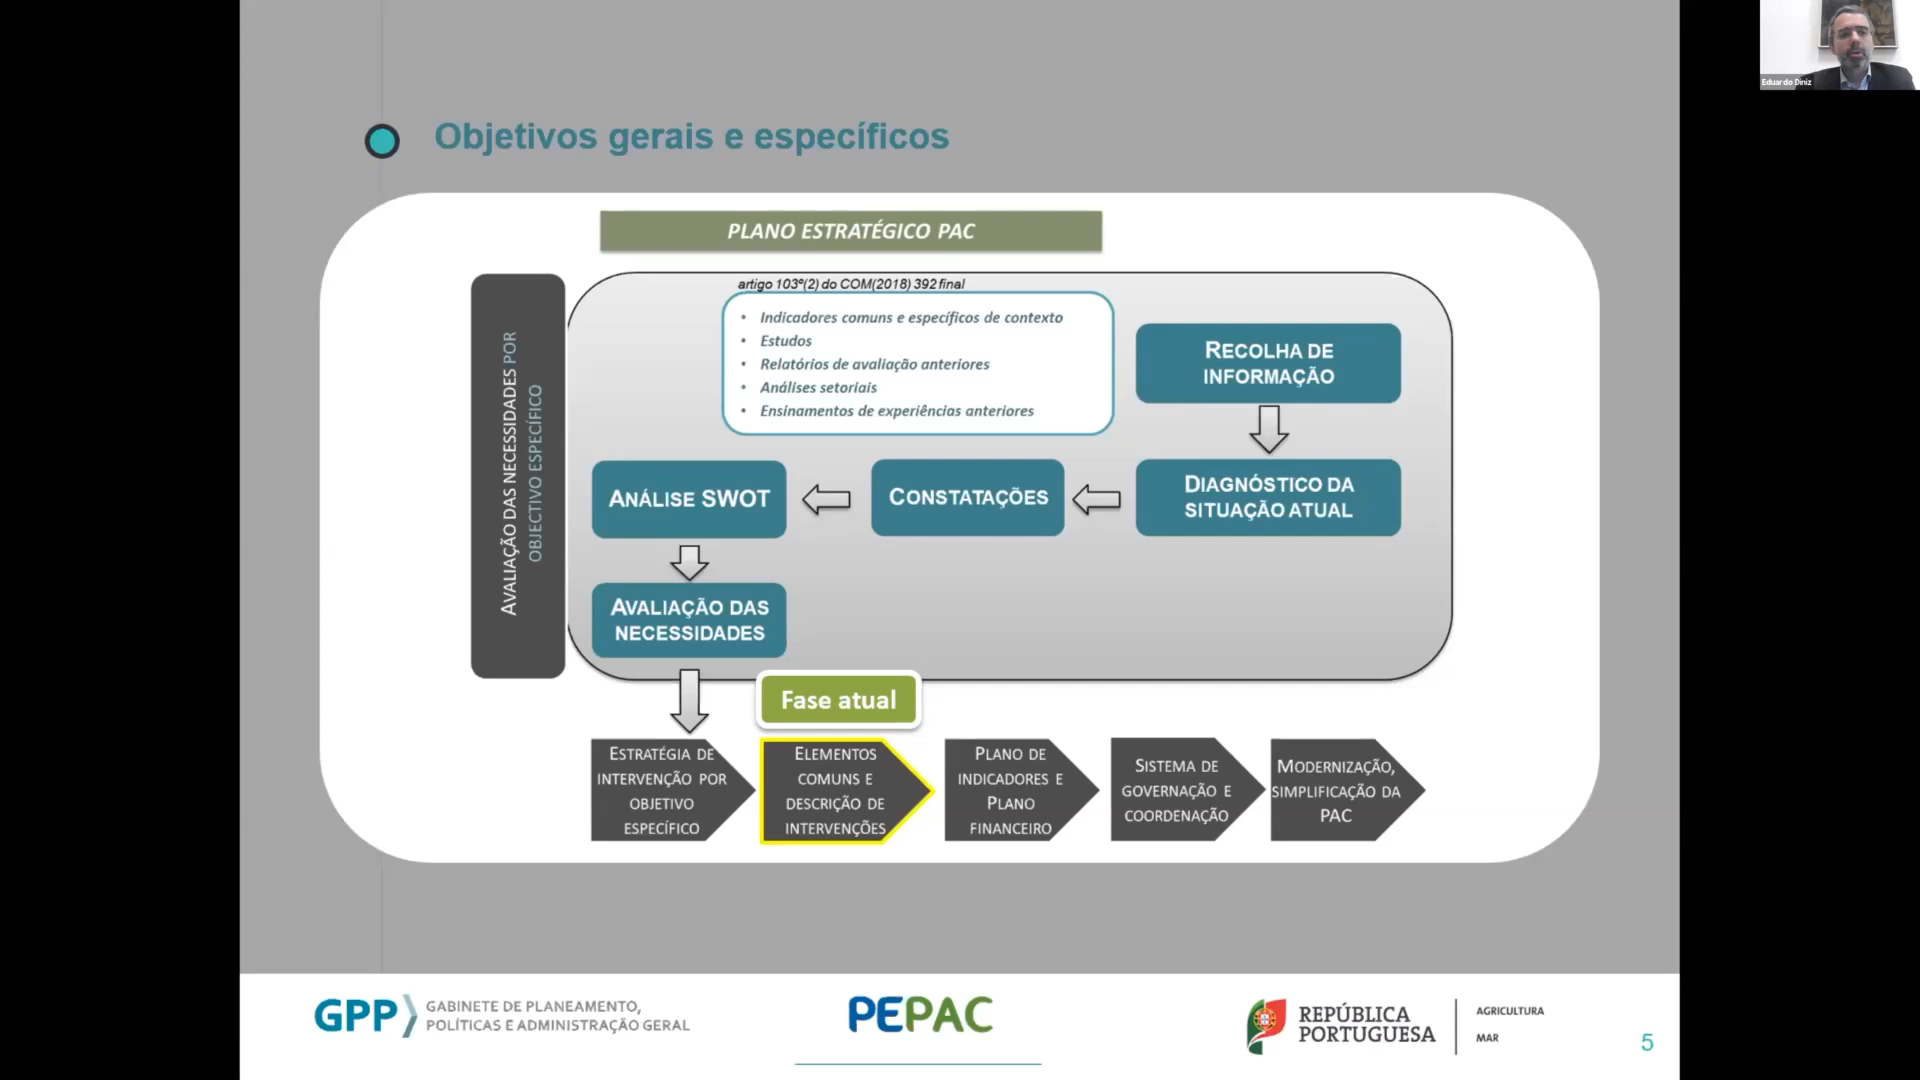 Eduardo Diniz
Objetivos gerais e específicos
PLANO ESTRATÉGICO PAC
AVALIAÇÃO DAS NECESSIDADES POR
OBJECTIVO ESPECÍFICO
artigo 103º(2) do COM(2018) 392 final
• Indicadores comuns e específicos de contexto
• Estudos
• Relatórios de avaliação anteriores
• Análises setoriais
• Ensinamentos de experiências anteriores
RECOLHA DE
INFORMAÇÃO
DIAGNÓSTICO DA
SITUAÇÃO ATUAL
CONSTATAÇÕES
ANÁLISE SWOT
AVALIAÇÃO DAS
NECESSIDADES
Fase atual
ESTRATÉGIA DE
INTERVENÇÃO POR
OBJETIVO
ESPECÍFICO
ELEMENTOS
COMUNS E
DESCRIÇÃO DE
INTERVENÇÕES
PLANO DE
INDICADORES E
PLANO
FINANCEIRO
SISTEMA DE
GOVERNAÇÃO E
COORDENAÇÃO
MODERNIZAÇÃO,
SIMPLIFICAÇÃO DA
PAC
GPP
GABINETE DE PLANEAMENTO,
POLÍTICAS E ADMINISTRAÇÃO GERAL
PEPAC
REPÚBLICA
PORTUGUESA
AGRICULTURA
MAR
5